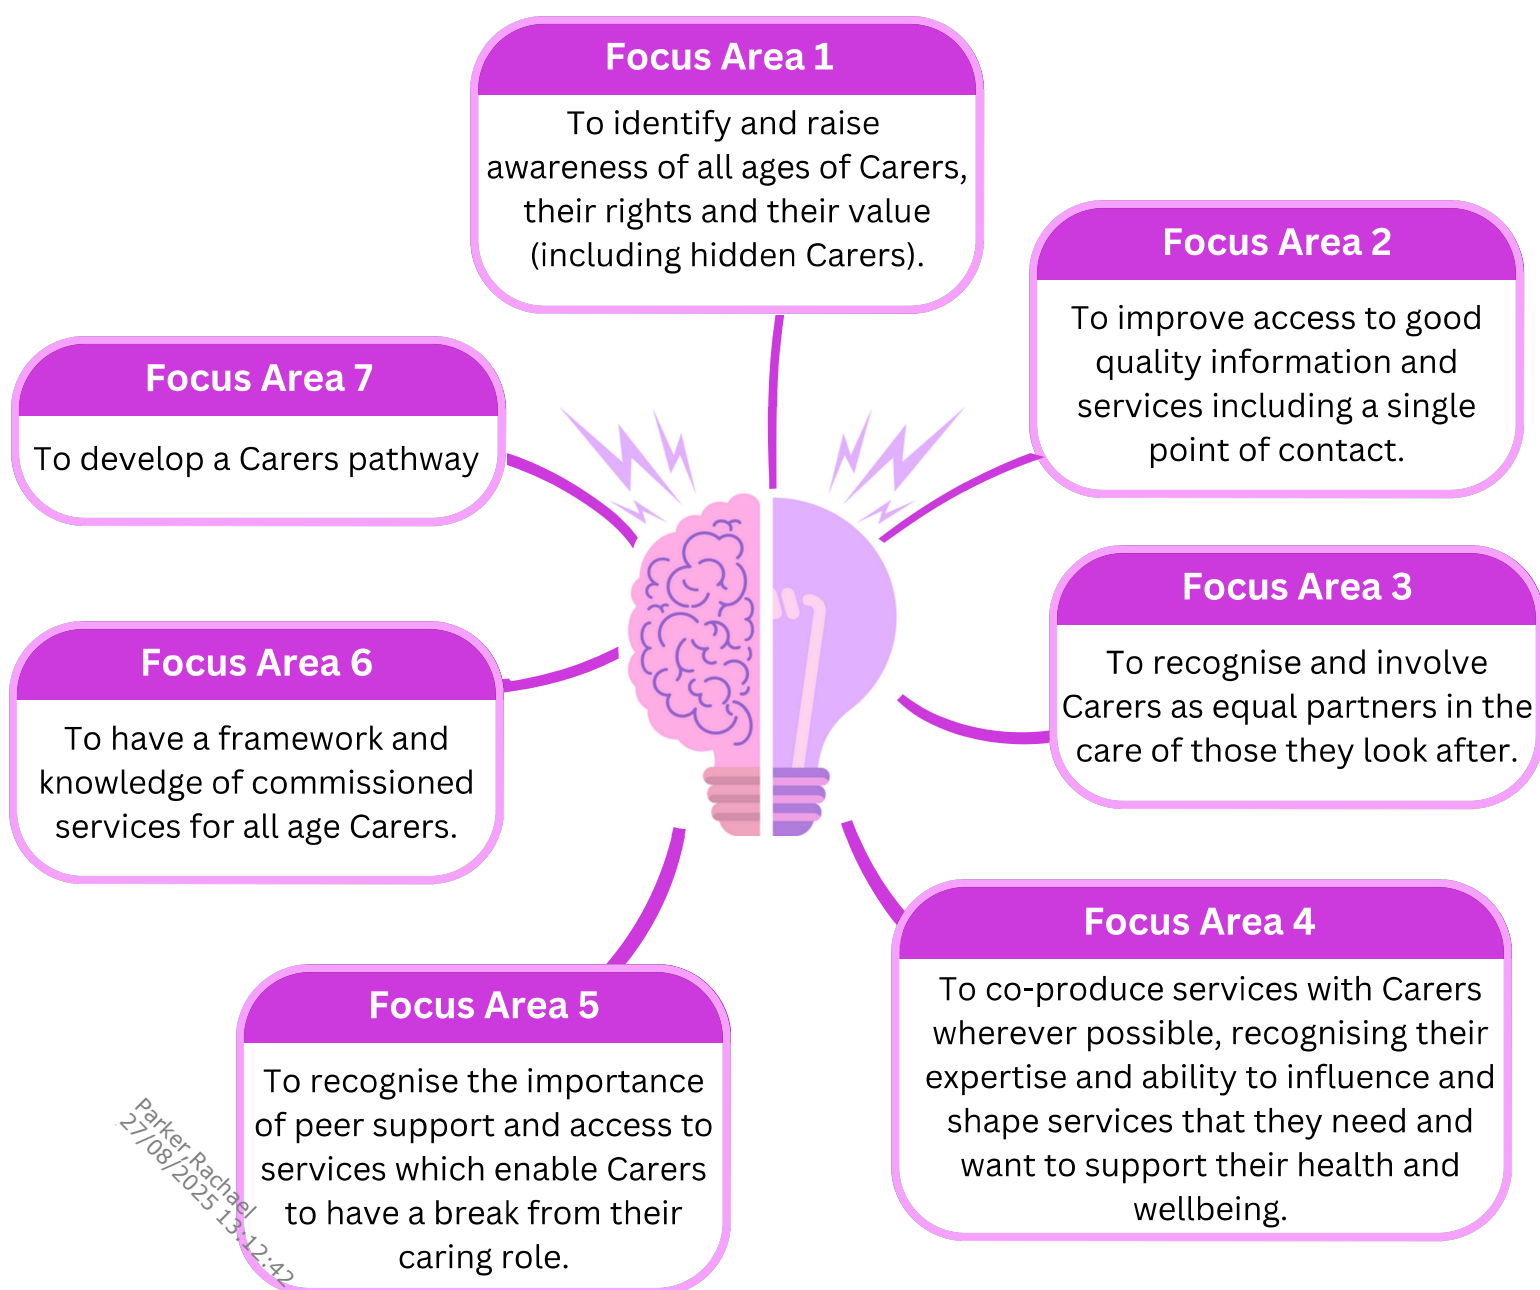 Focus Area 1
To identify and raise
awareness of all ages of Carers,
their rights and their value
(including hidden Carers).
Focus Area 2
To improve access to good
quality information and
services including a single
point of contact.
Focus Area 3
To recognise and involve
Carers as equal partners in the
care of those they look after.
Focus Area 4
To co-produce services with Carers
wherever possible, recognising their
expertise and ability to influence and
shape services that they need and
want to support their health and
wellbeing.
Focus Area 5
To recognise the importance
of peer support and access to
services which enable Carers
to have a break from their
caring role.
Focus Area 6
To have a framework and
knowledge of commissioned
services for all age Carers.
Focus Area 7
To develop a Carers pathway
Parker,Rachael
27/08/2025 13:12:42